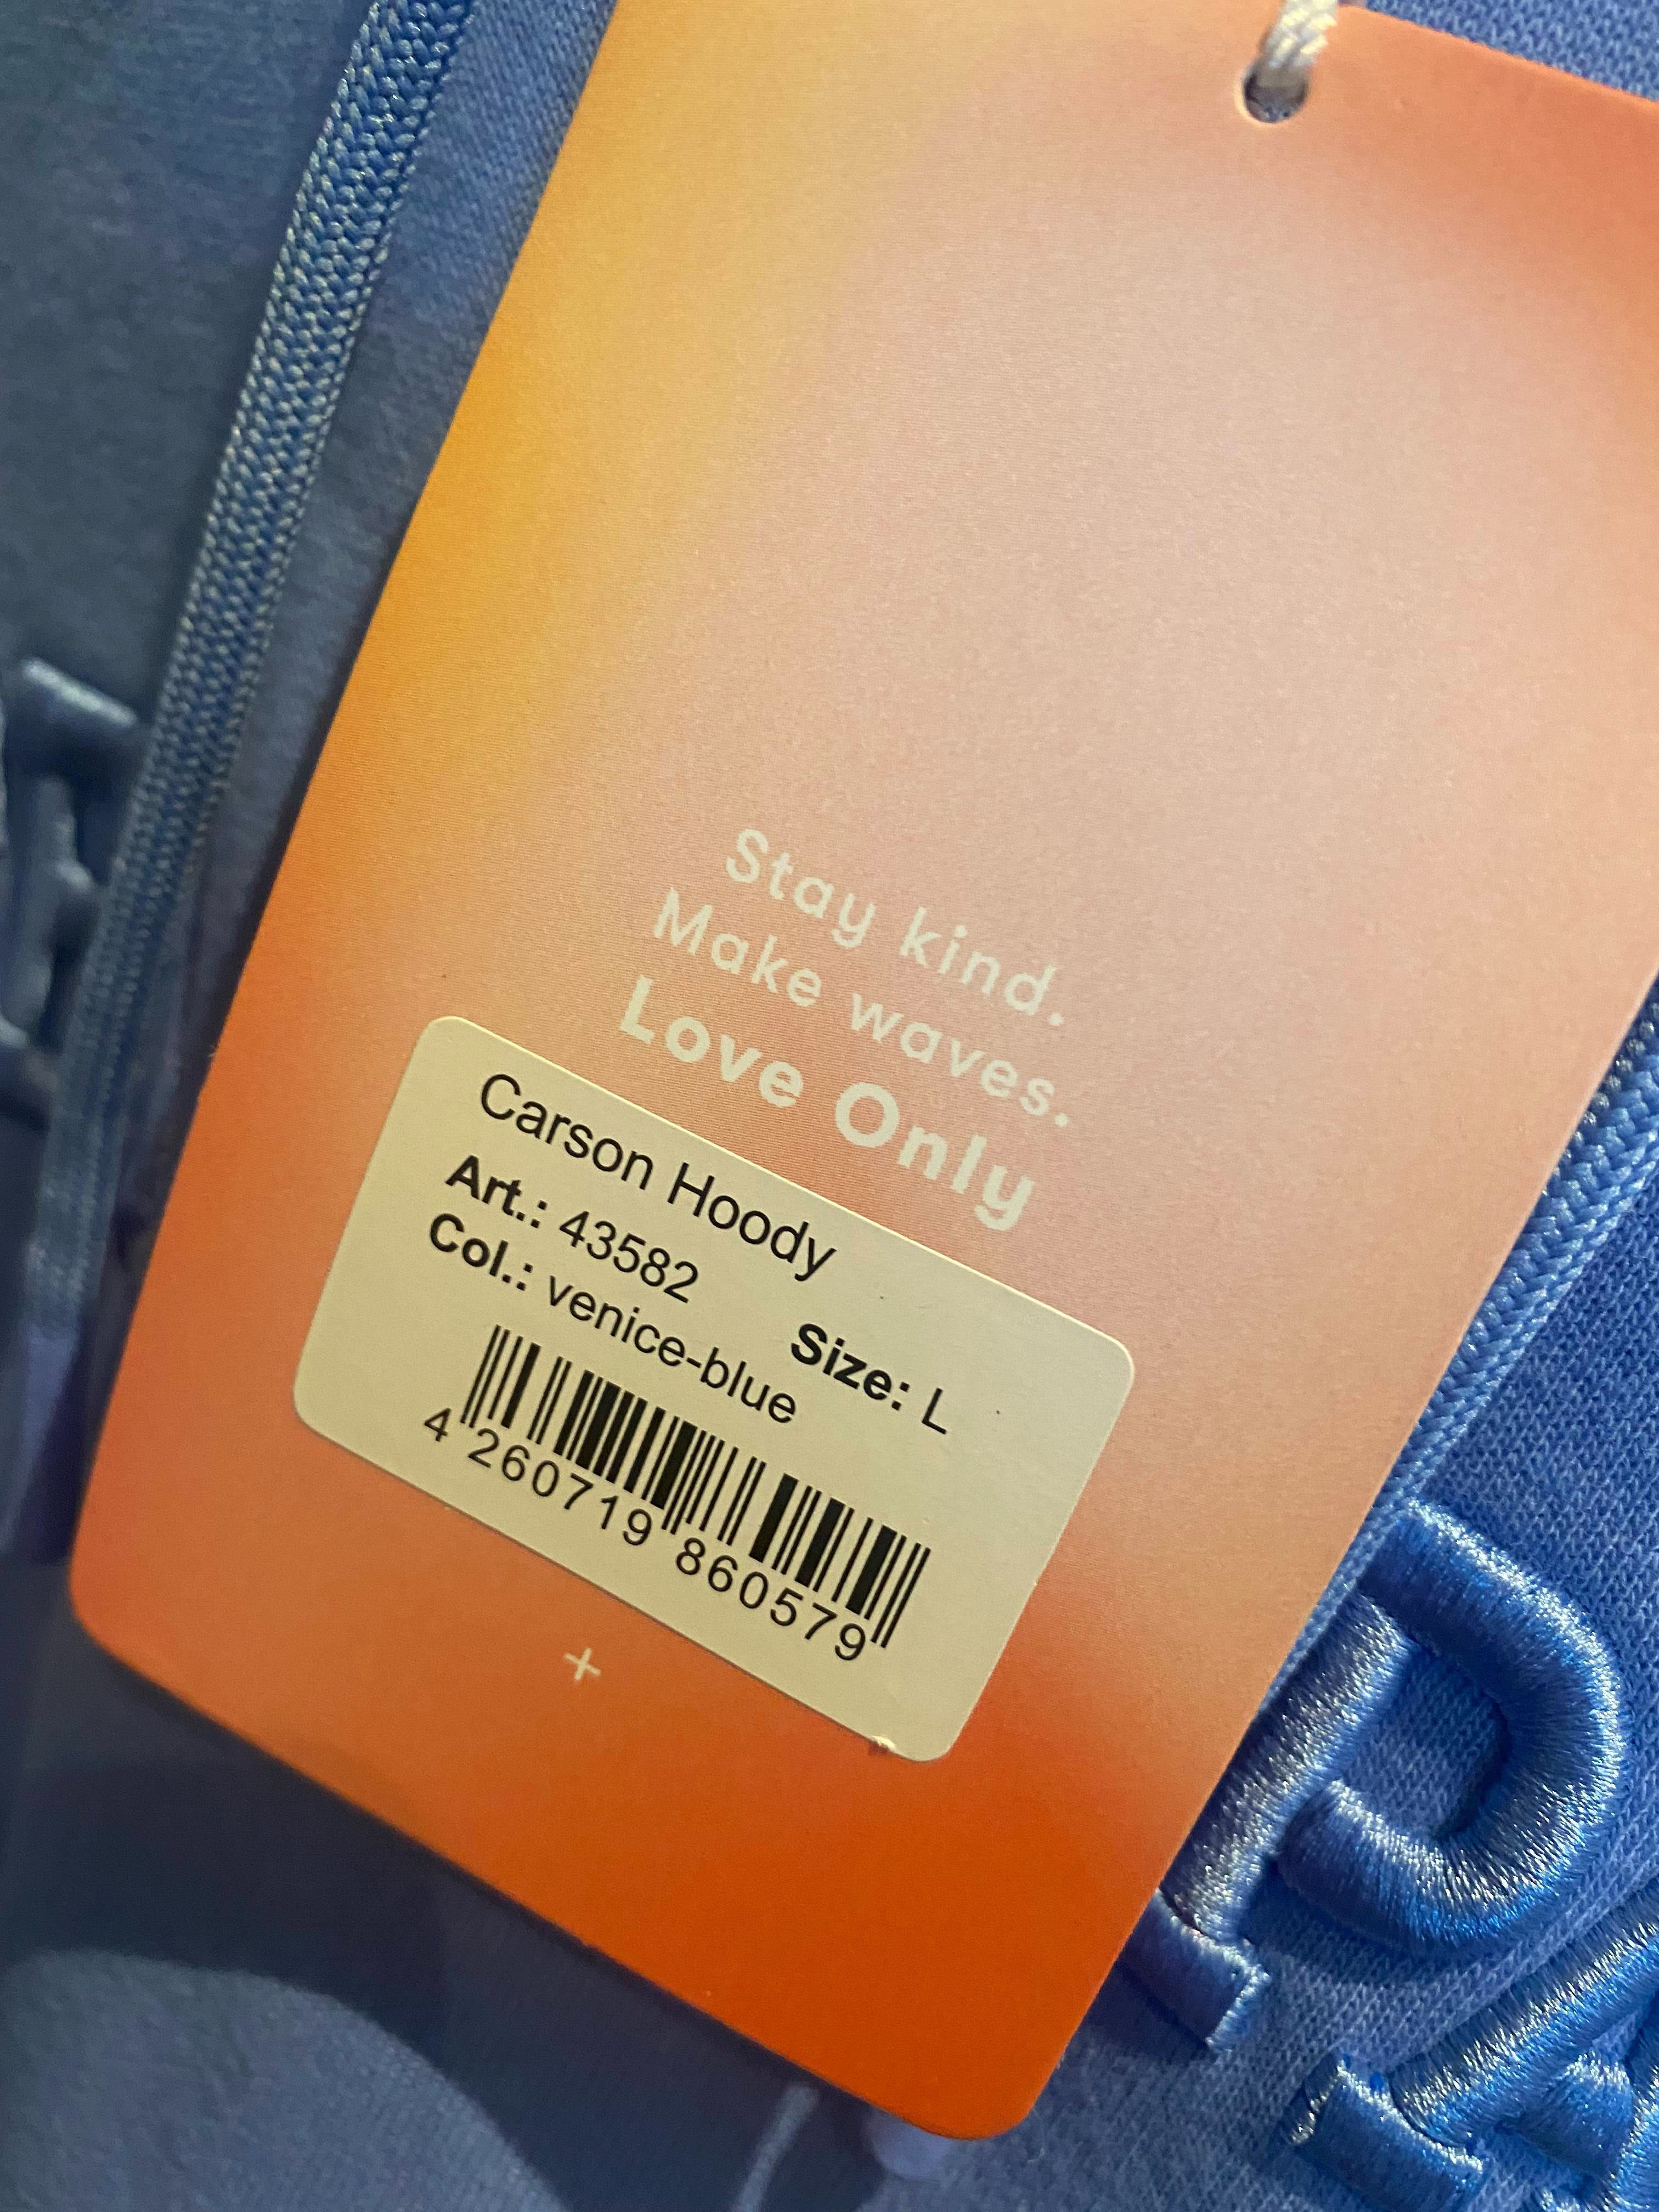 Stay kind.
Make waves.
Love Only
Carson Hoody
Art.: 43582
Size: L
Col.: venice-blue
4 260719 860579
+